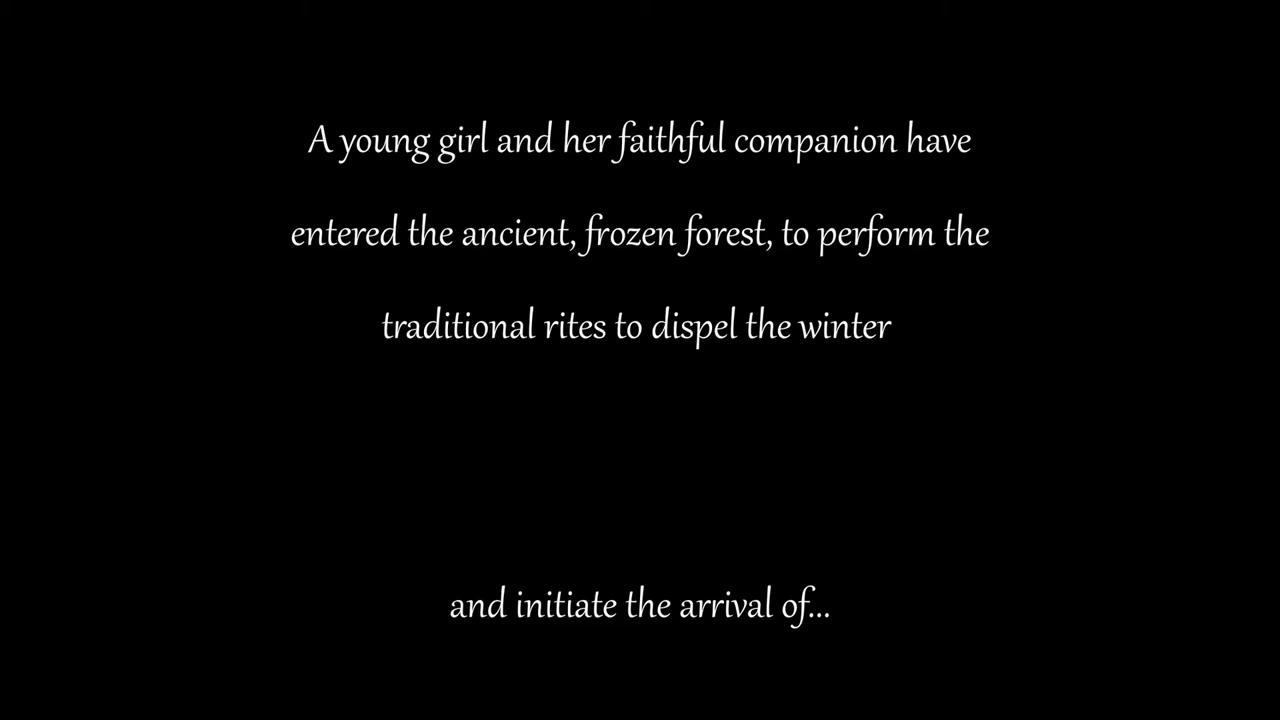 A young girl and her faithful companion have
entered the ancient, frozen forest, to perform the
traditional rites to dispel the winter
and initiate the arrival of...